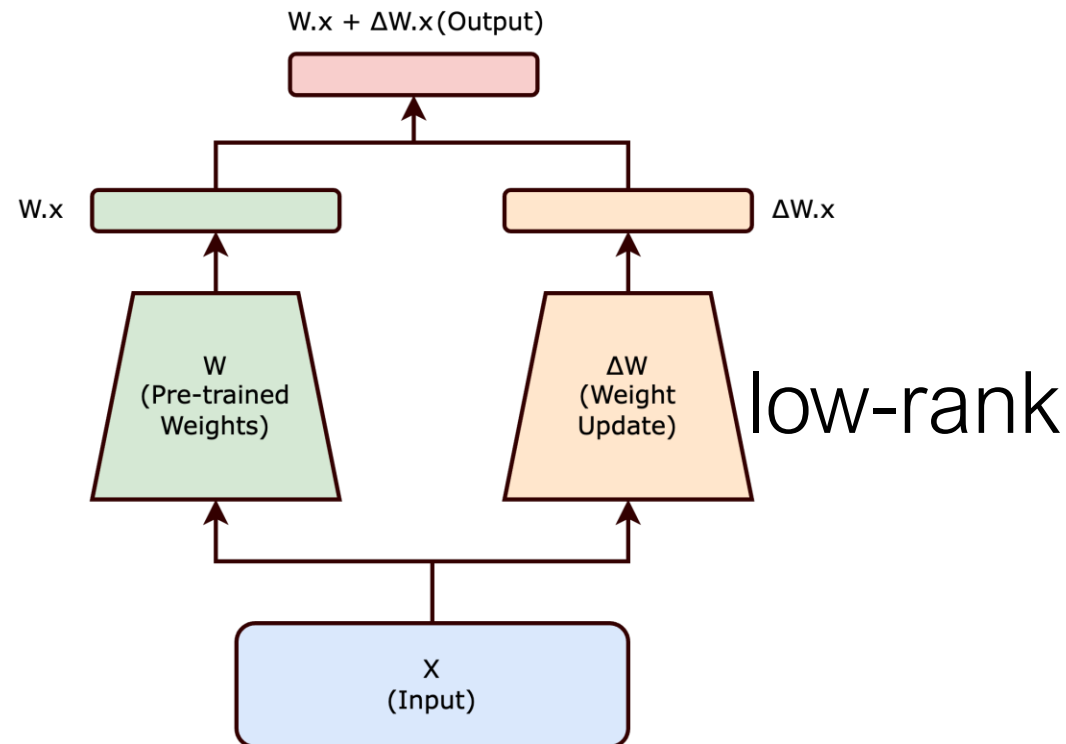 W.x + ΔW.x(Output)
W.x
ΔW.x
W
(Pre-trained
Weights)
ΔW
(Weight
Update)
low-rank
X
(Input)